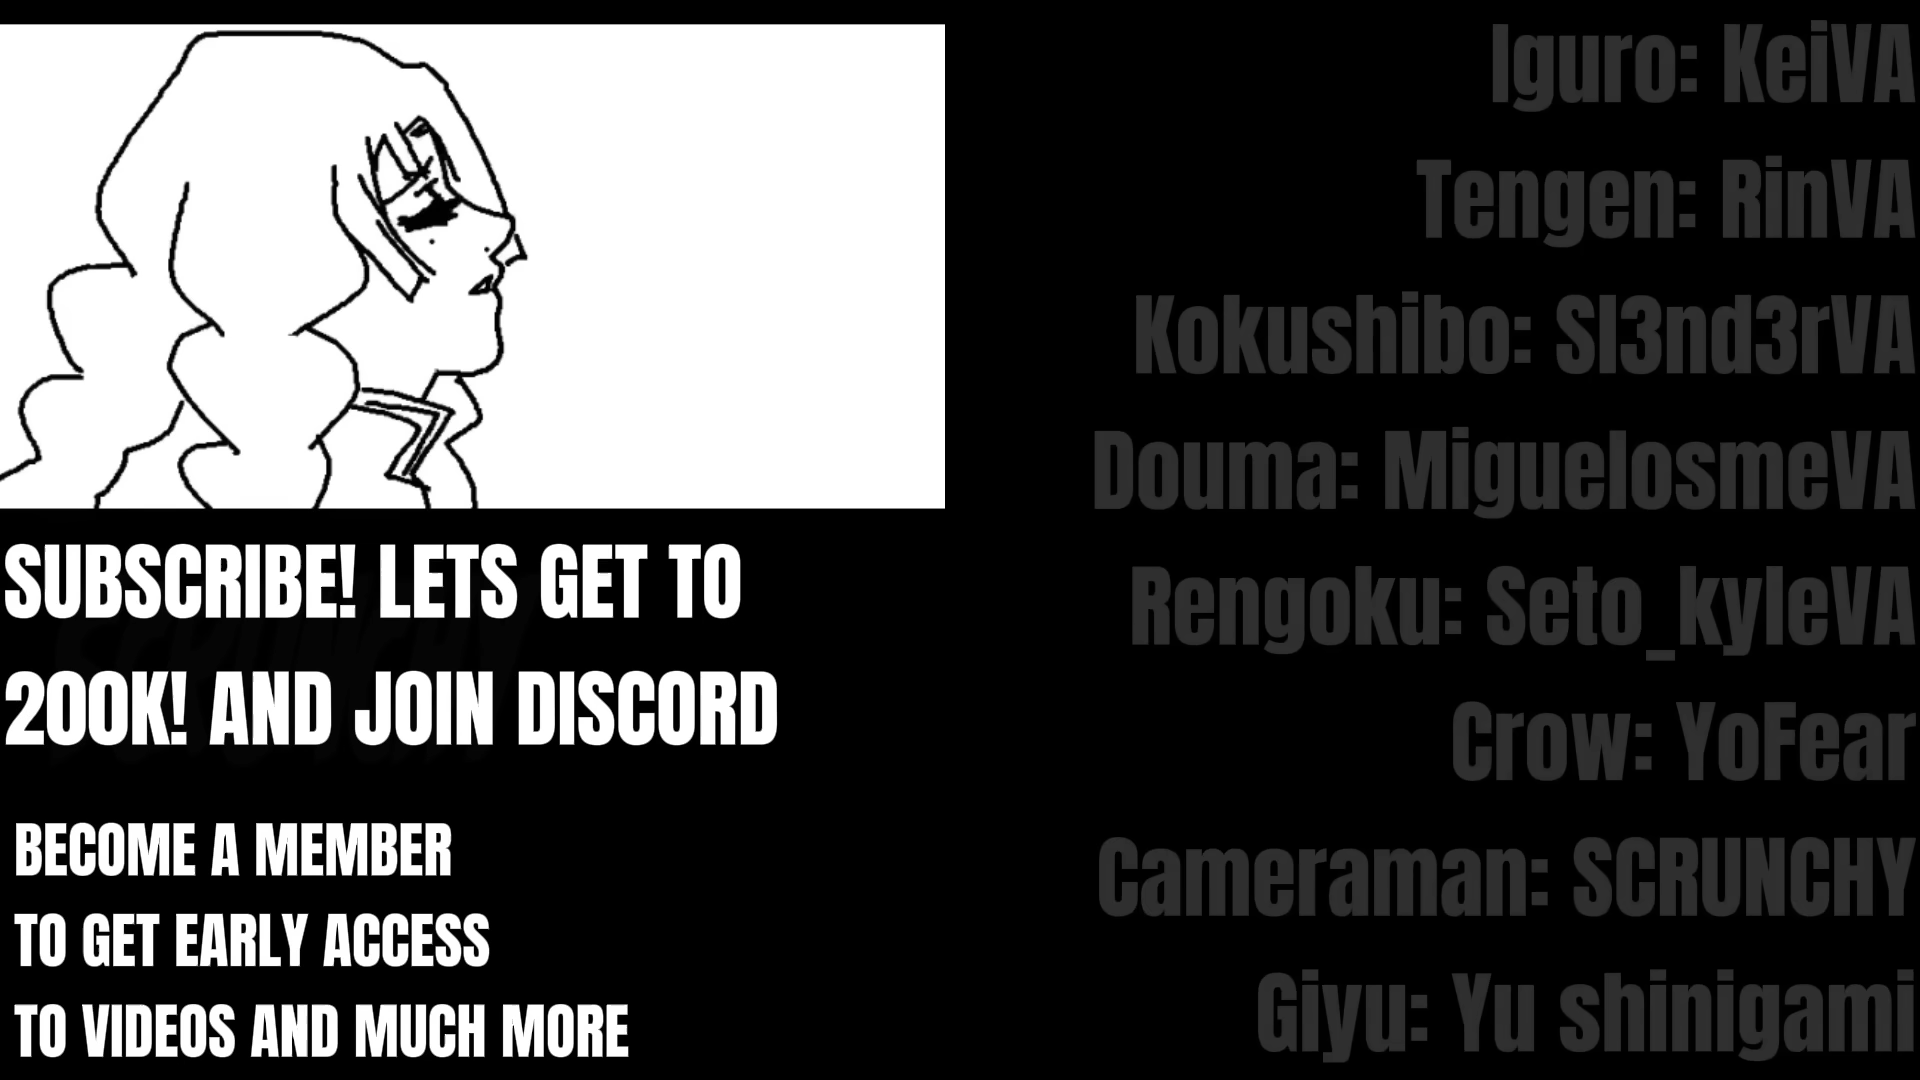 SUBSCRIBE! LETS GET TO
200K! AND JOIN DISCORD
BECOME A MEMBER
TO GET EARLY ACCESS
TO VIDEOS AND MUCH MORE
Iguro: KeiVA
Tengen: RinVA
Kokushibo: Sl3nd3rVA
Douma: MiguelosmeVA
Rengoku: Seto_kyleVA
Crow: YoFear
Cameraman: SCRUNCHY
Giyu: Yu shinigami